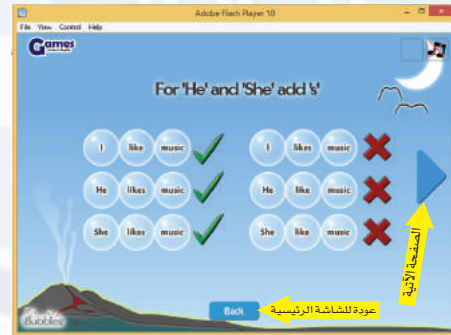 Adobe Flash Player 10
File View Control Help
Games
For 'He' and 'She' add 's'
I like music I likes music
He likes music He like music
She likes music She like music
الصفحة الآتية
Back عودة للشاشة الرئيسية
Bubbles